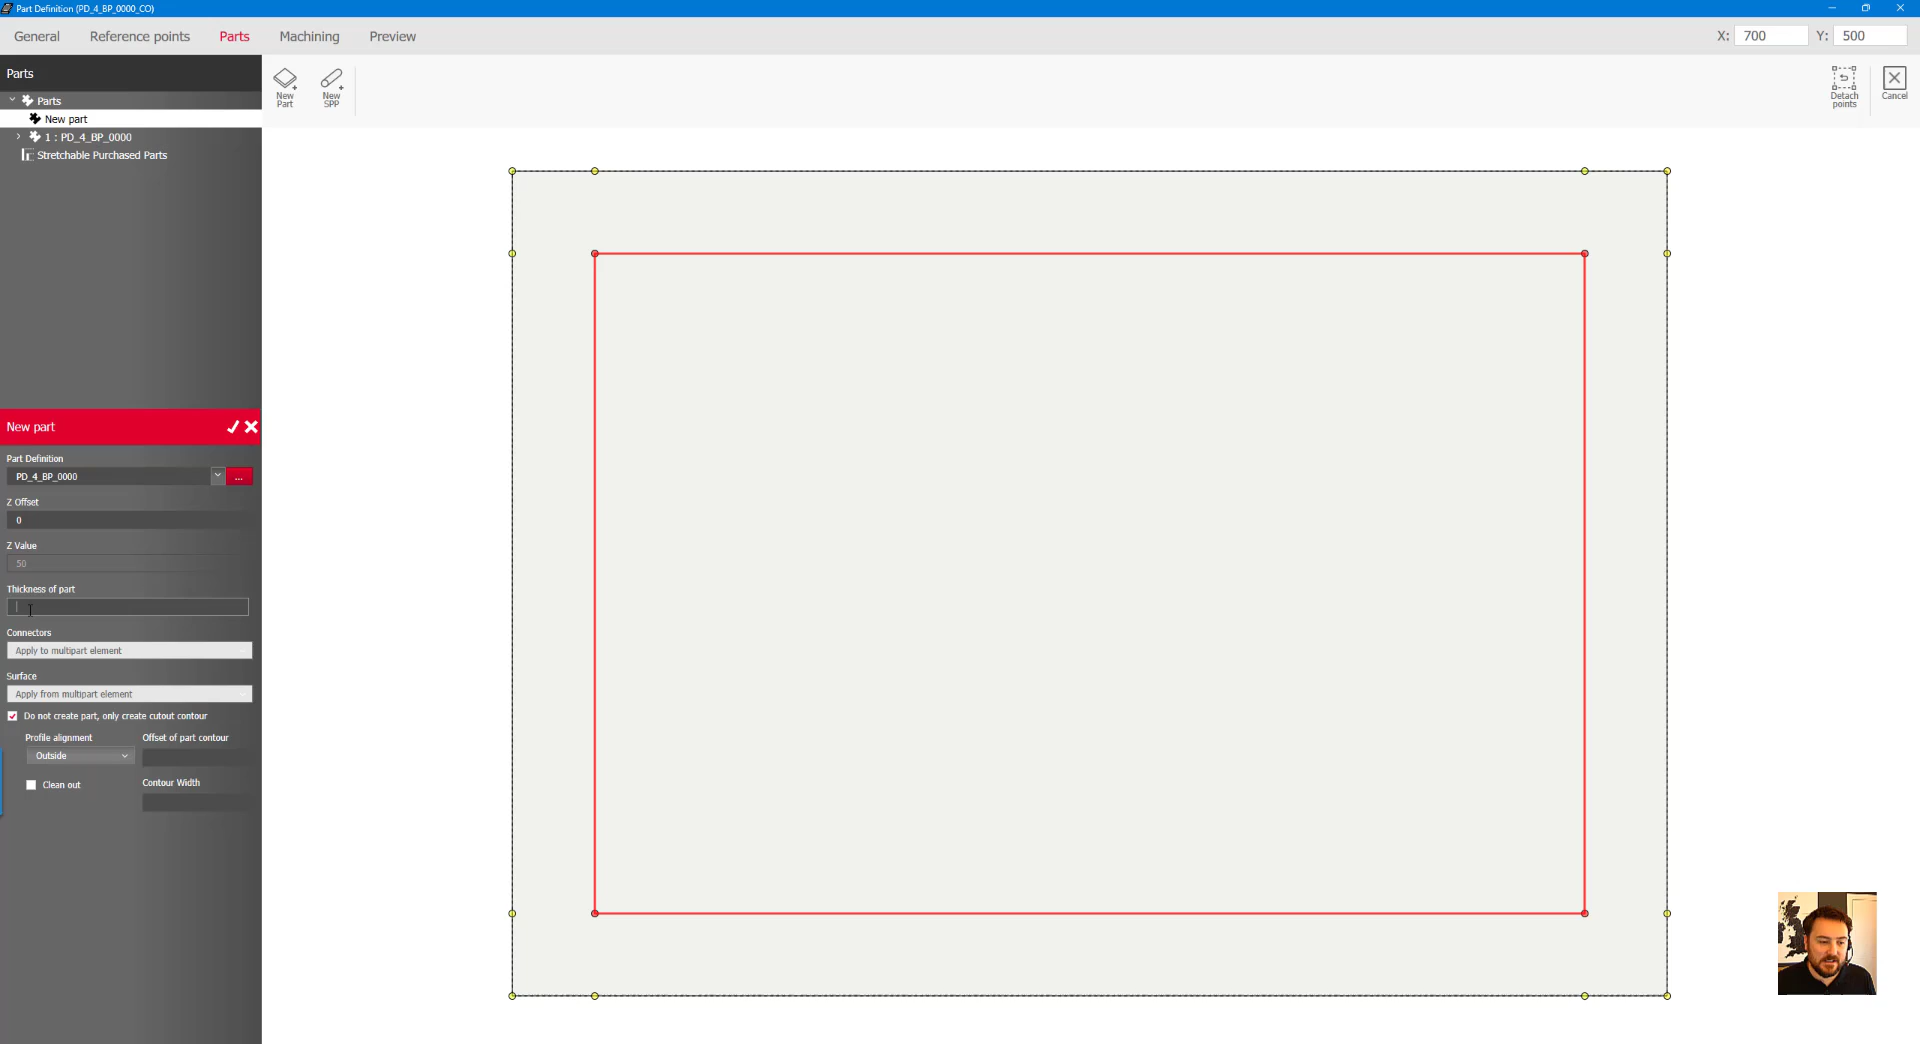 Part Definition (PD_4_BP_0000_CO)
General Reference points Parts Machining Preview X: 700 Y: 500
Parts
New Part
New SPP
Detach points
Cancel
Parts
New part
1 : PD_4_BP_0000
Stretchable Purchased Parts
New part
Part Definition
PD_4_BP_0000 ...
Z Offset
0
Z Value
50
Thickness of part
Connectors
Apply to multipart element
Surface
Apply from multipart element
Do not create part, only create cutout contour
Profile alignment Offset of part contour
Outside
Clean out Contour Width